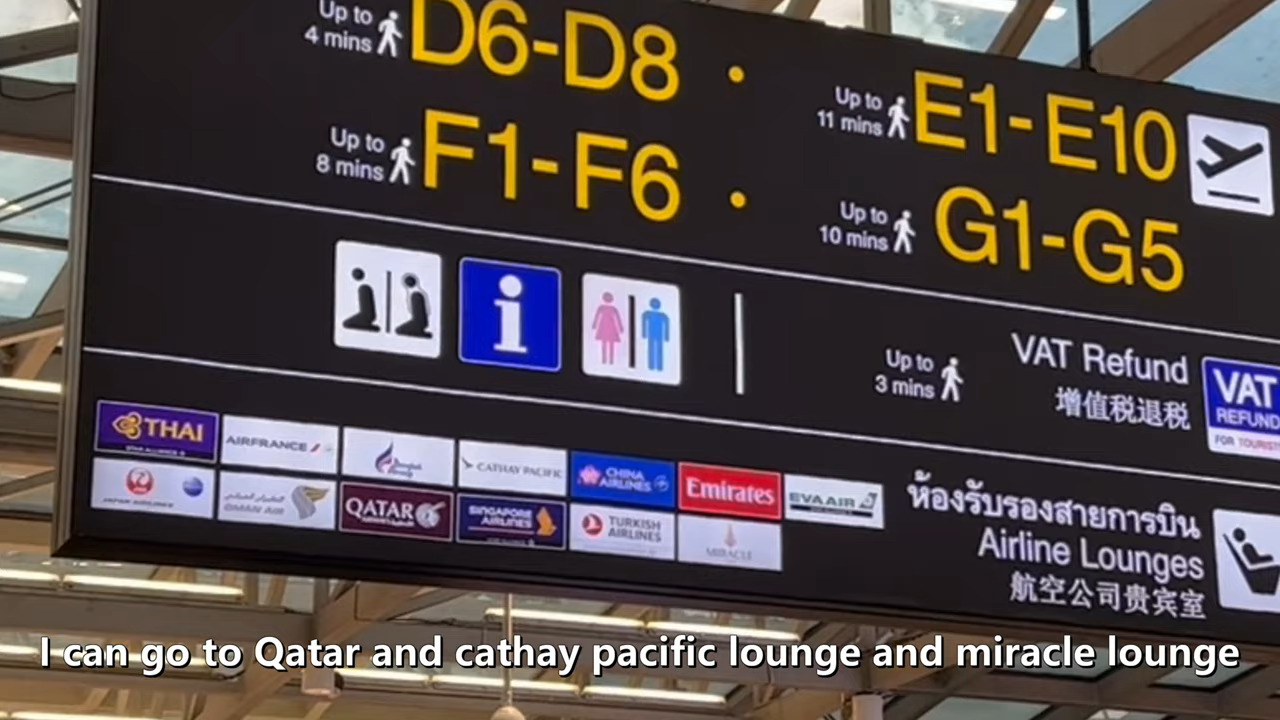 Up to
4 mins
D6-D8 •
Up to
11 mins
E1-E10
Up to
8 mins
F1-F6 •
Up to
10 mins
G1-G5
i
Up to
3 mins
VAT Refund
增值税退税
VAT
REFUND
FOR TOURIST
THAI
AIRFRANCE
CATHAY PACIFIC
CHINA AIRLINES
Emirates
EVA AIR
JAPAN AIRLINES
OMAN AIR
QATAR
SINGAPORE AIRLINES
TURKISH AIRLINES
MIRACLE
ห้องรับรองสายการบิน
Airline Lounges
航空公司贵宾室
I can go to Qatar and cathay pacific lounge and miracle lounge